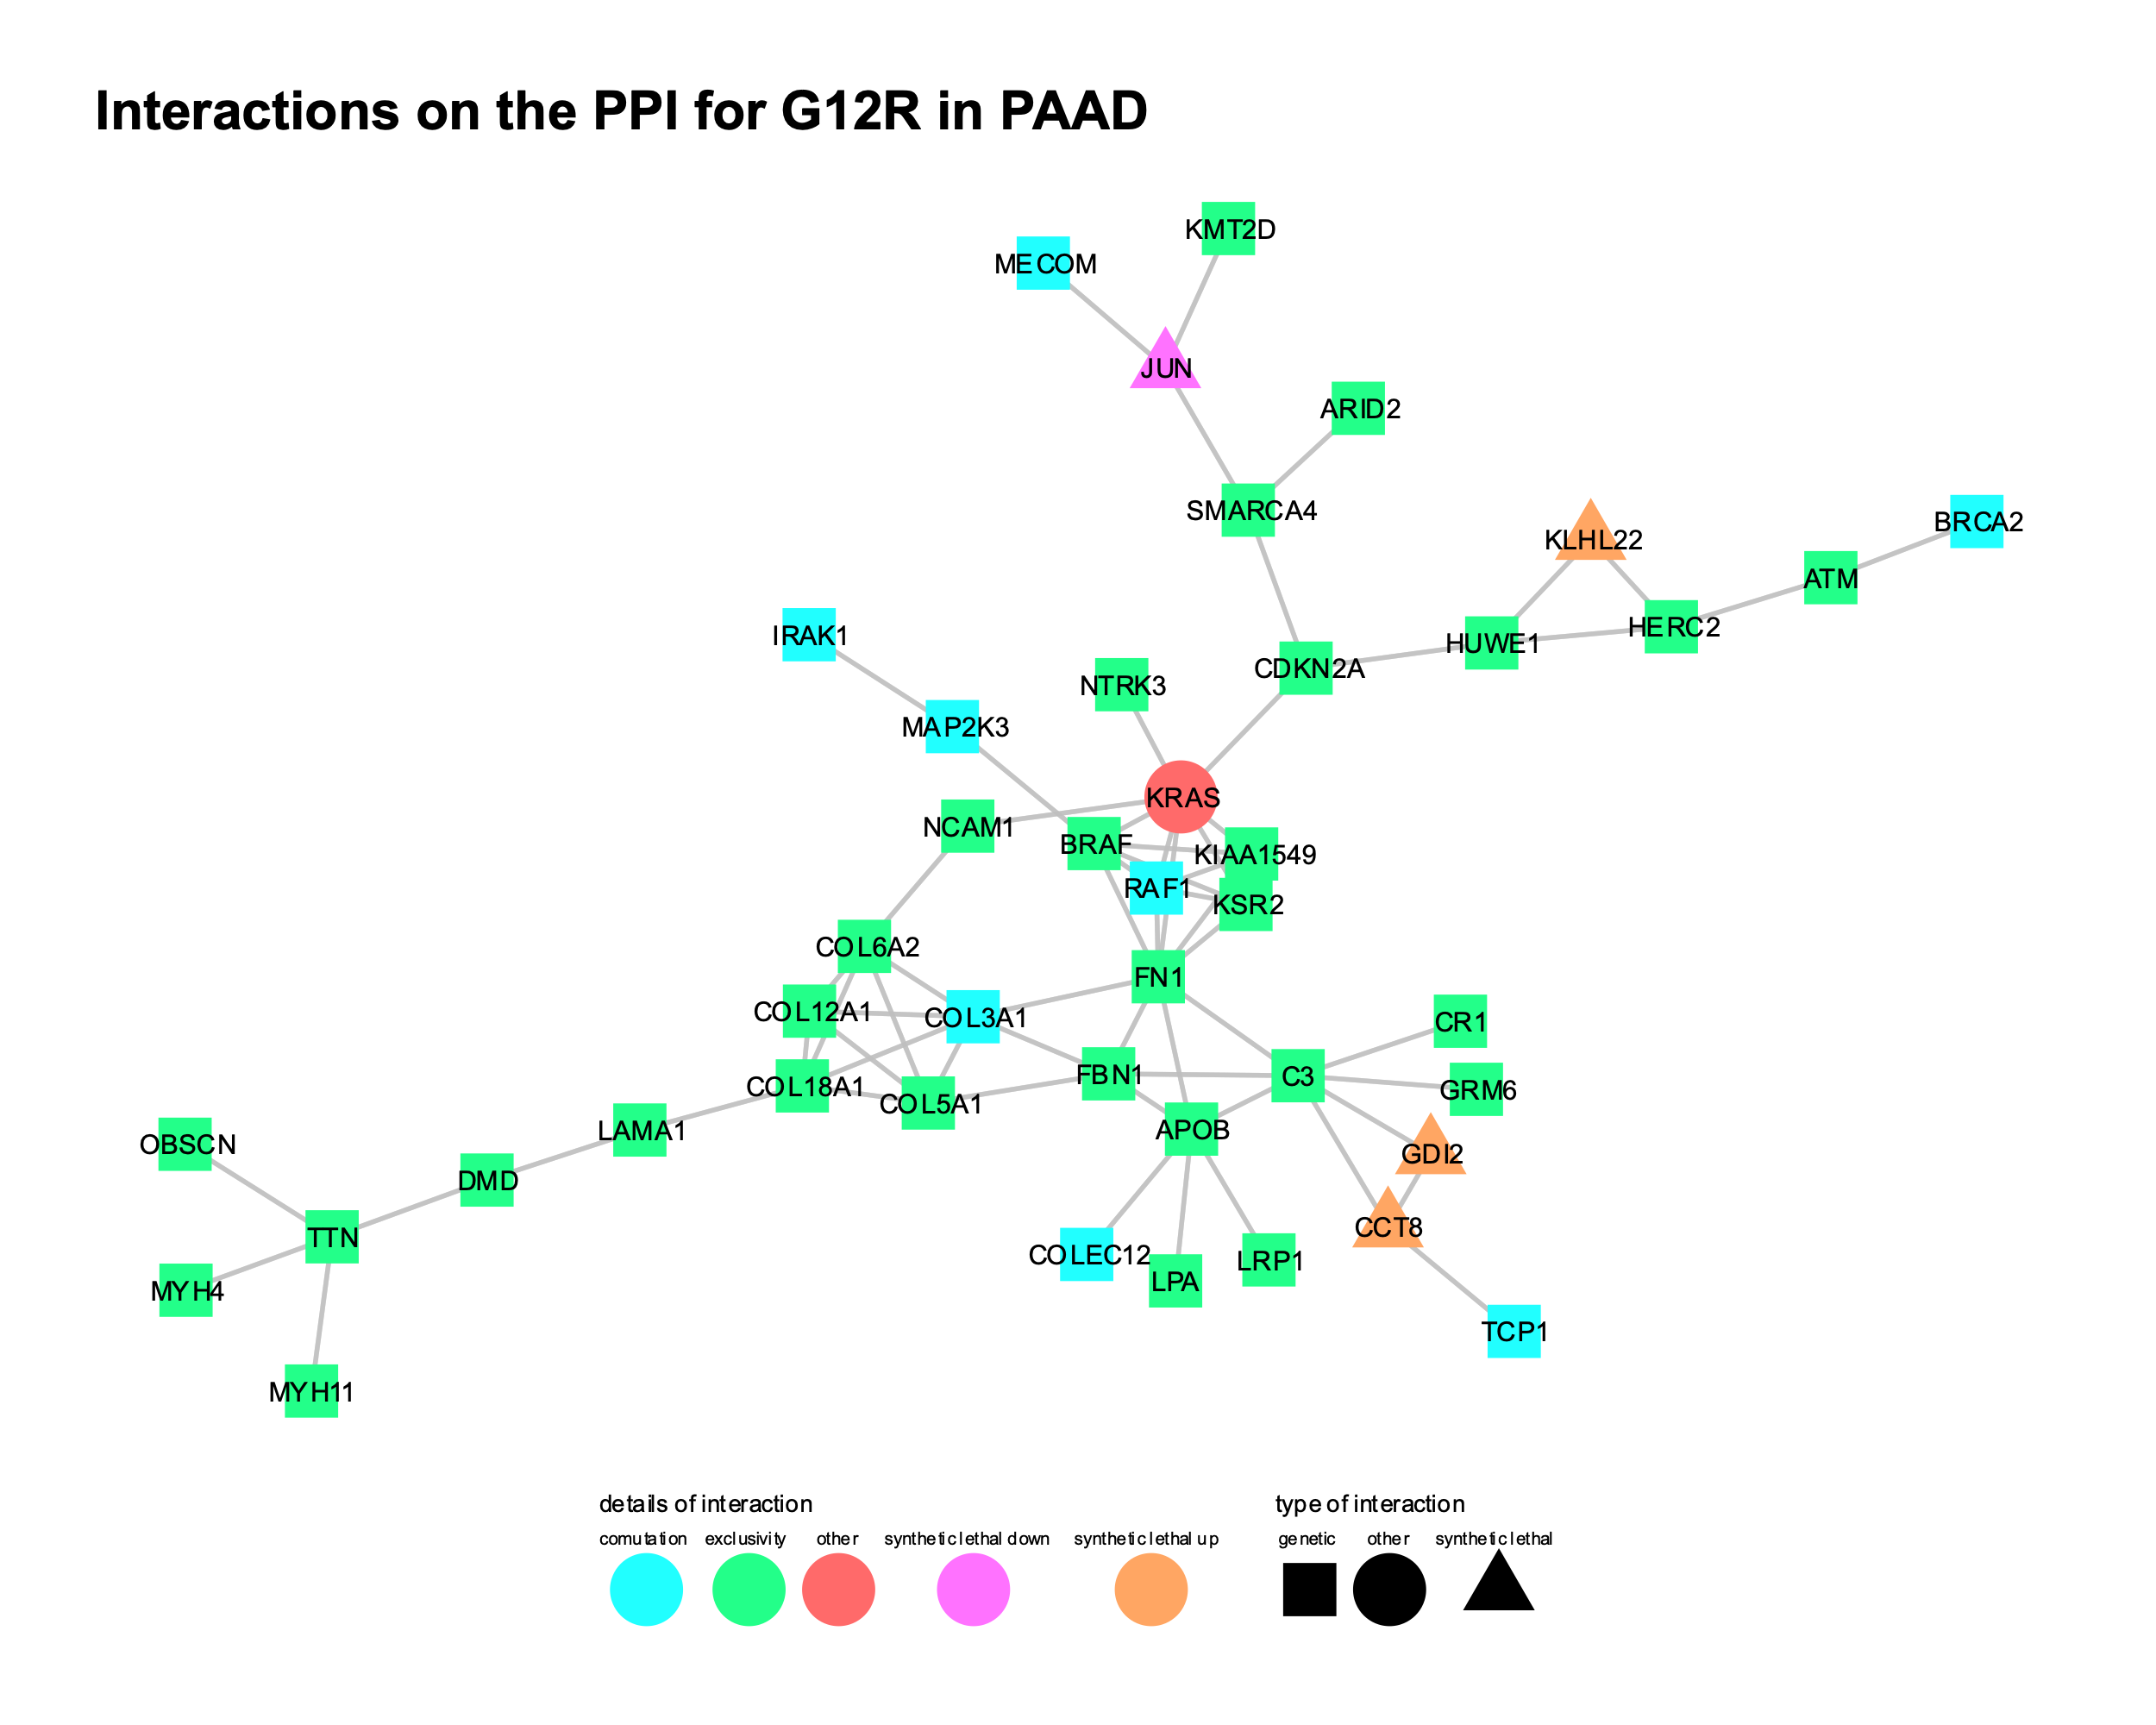 Interactions on the PPI for G12R in PAAD
KMT2D
MECOM
JUN
ARID2
SMARCA4
BRCA2
KLHL22
ATM
HERC2
IRAK1
HUWE1
CDKN2A
NTRK3
MAP2K3
KRAS
NCAM1
BRAF
KIAA1549
RAF1
KSR2
COL6A2
FN1
COL12A1
COL3A1
CR1
FBN1
C3
COL18A1
GRM6
COL5A1
LAMA1
APOB
OBSCN
GDI2
DMD
CCT8
TTN
COLEC12
LRP1
LPA
MYH4
TCP1
MYH11
details of interaction
type of interaction
comutation exclusivity other synthetic lethal down synthetic lethal up
genetic other synthetic lethal